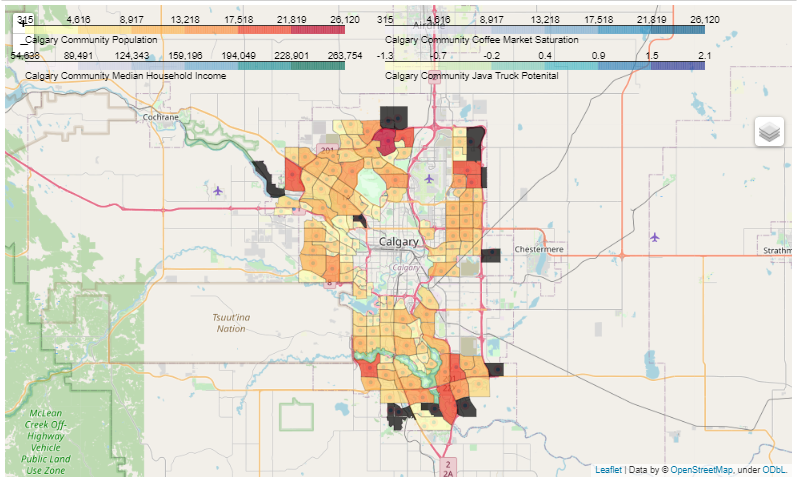 315 4,616 8,917 13,218 17,518 21,819 26,120
+
Calgary Community Population
315 4,616 8,917 13,218 17,518 21,819 26,120
Calgary Community Coffee Market Saturation
Airdrie
54,638 89,491 124,343 159,196 194,049 228,901 263,754
Calgary Community Median Household Income
-1.3 -0.7 -0.2 0.4 0.9 1.5 2.1
Calgary Community Java Truck Potenital
Cochrane
201
Calgary
Calgary
Chestermere
Strathm
8
Tsuut'ina
Nation
McLean
Creek Off-
Highway
Vehicle
Public Land
Use Zone
2
2A
Leaflet | Data by © OpenStreetMap, under ODbL.